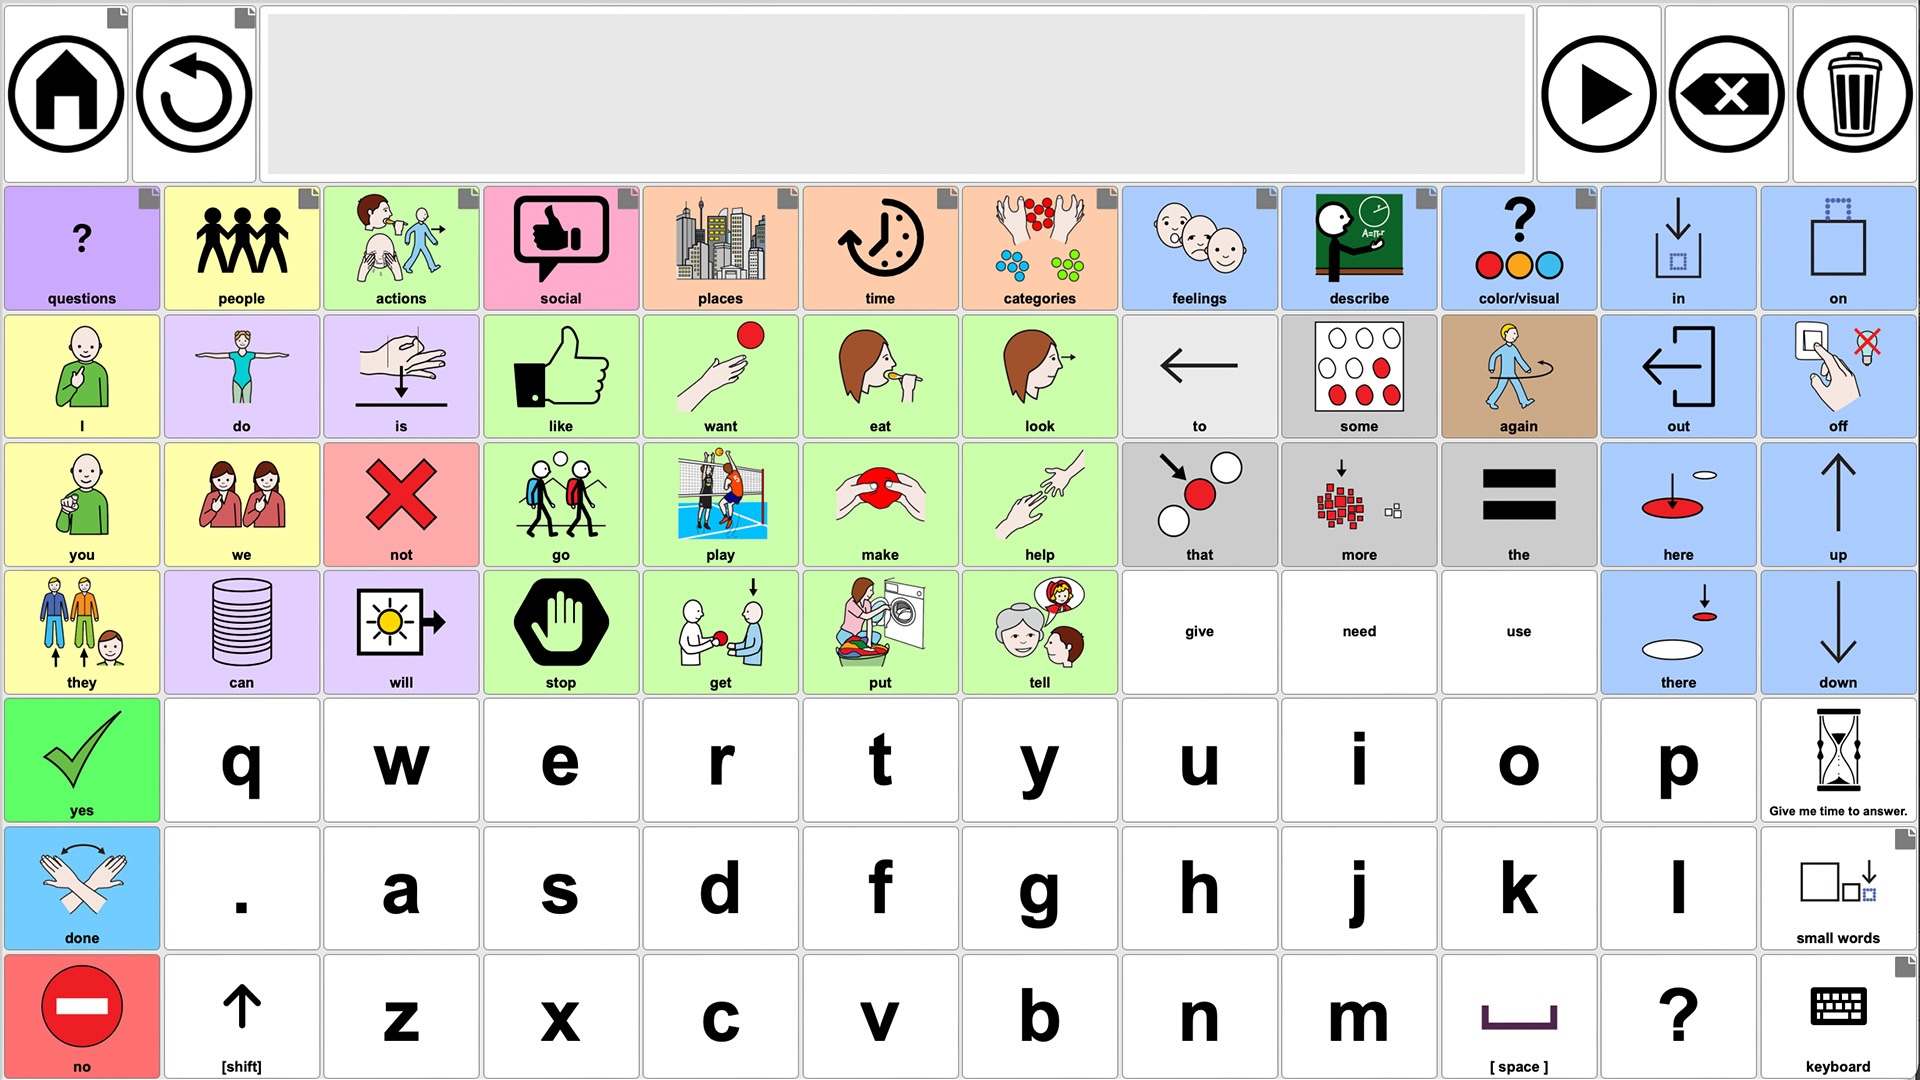 questions people actions social places time categories feelings describe color/visual in on
I do is like want eat look to some again out off
you we not go play make help that more the here up
they can will stop get put tell give need use there down
yes q w e r t y u i o p Give me time to answer.
done . a s d f g h j k l small words
no [shift] z x c v b n m [ space ] ? keyboard